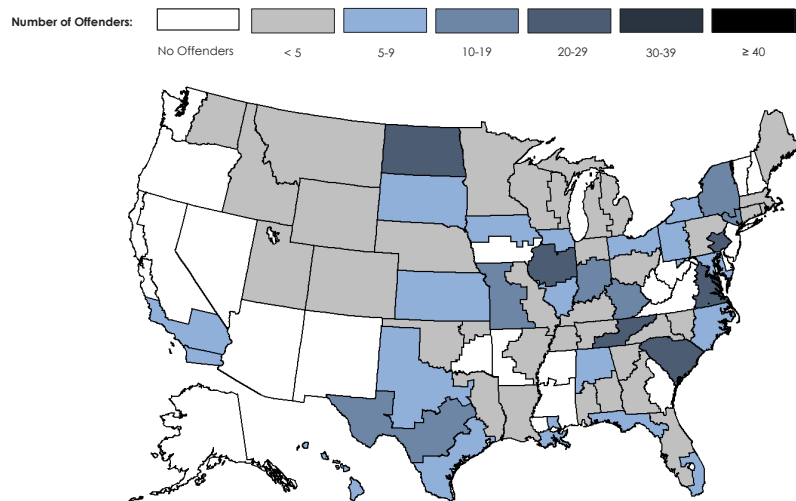 Number of Offenders:
No Offenders < 5 5-9 10-19 20-29 30-39 ≥ 40